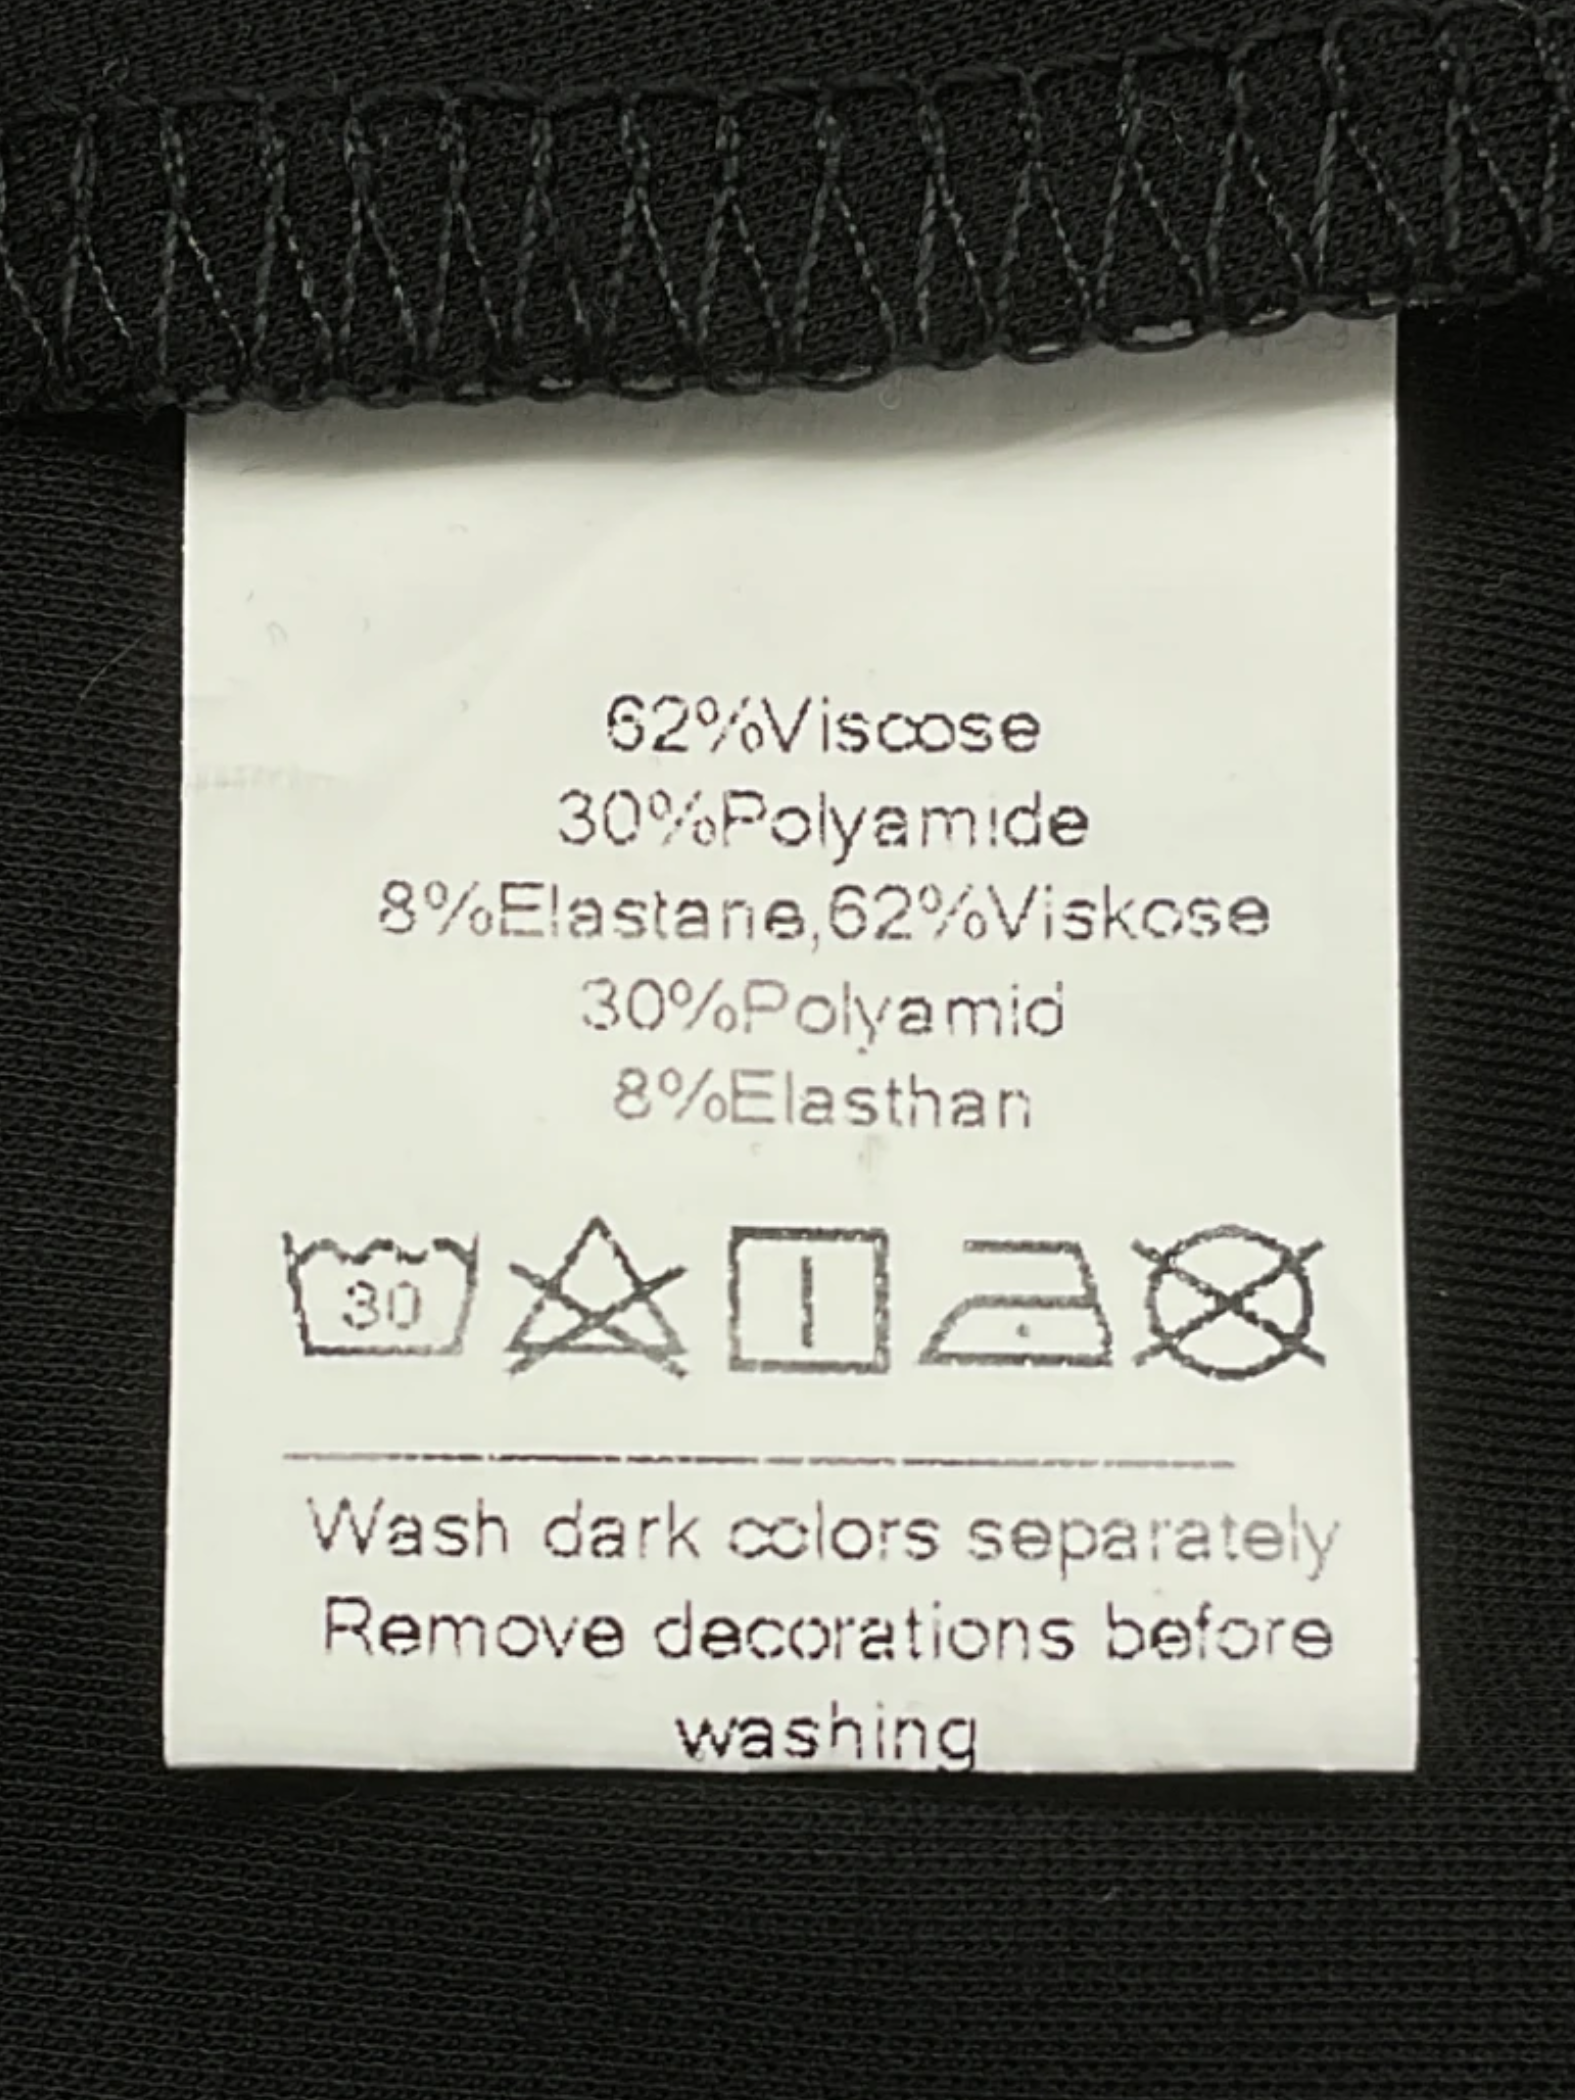 62%Viscose
30%Polyamide
8%Elastane,62%Viskose
30%Polyamid
8%Elasthan
30
Wash dark colors separately
Remove decorations before
washing